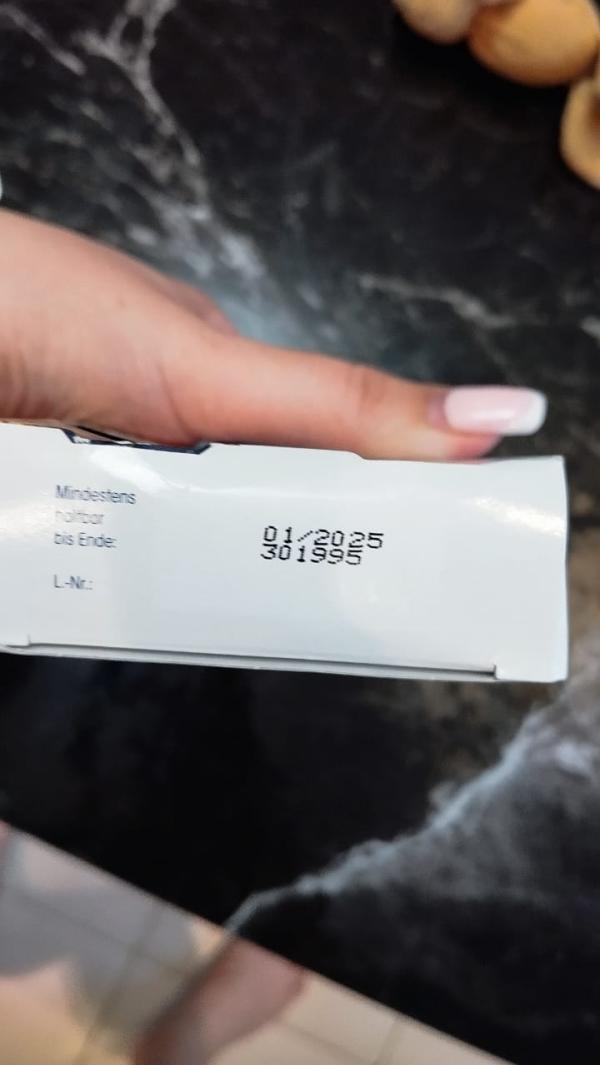 Mindestens
haltbar
bis Ende:
01/2025
301995
L.-Nr.: